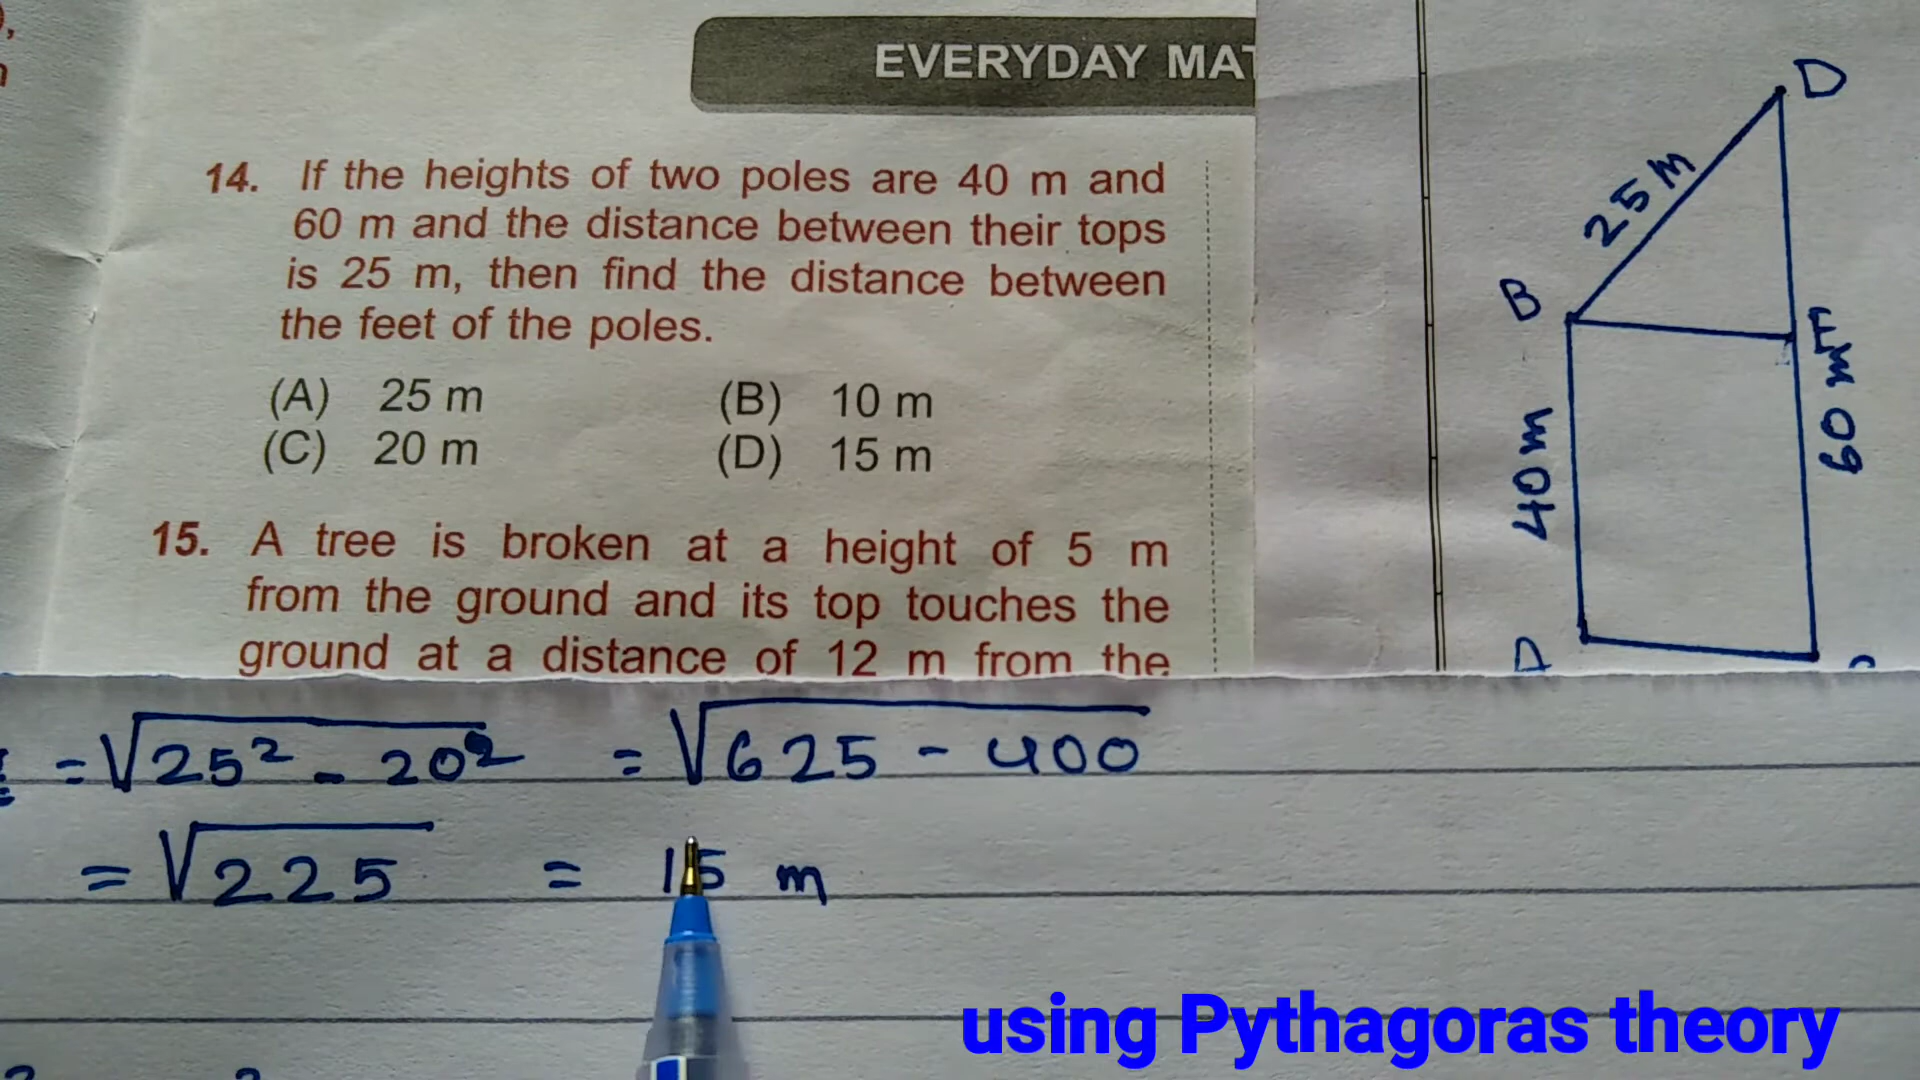 EVERYDAY MAT
14. If the heights of two poles are 40 m and
60 m and the distance between their tops
is 25 m, then find the distance between
the feet of the poles.
(A) 25 m (B) 10 m
(C) 20 m (D) 15 m
15. A tree is broken at a height of 5 m
from the ground and its top touches the
ground at a distance of 12 m from the
D
25 M
B
40 m
60 mT
= √25² - 20² = √625 - 400
= √225 = 15 m
using Pythagoras theory